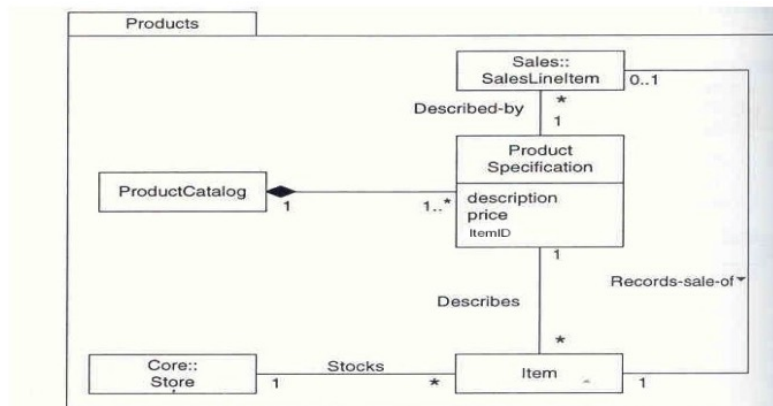 Products
Sales::
SalesLineItem
0..1
Described-by
*
1
Product
Specification
ProductCatalog
1
1..*
description
price
ItemID
1
Records-sale-of
Describes
*
Core::
Store
Stocks
1
*
Item
1